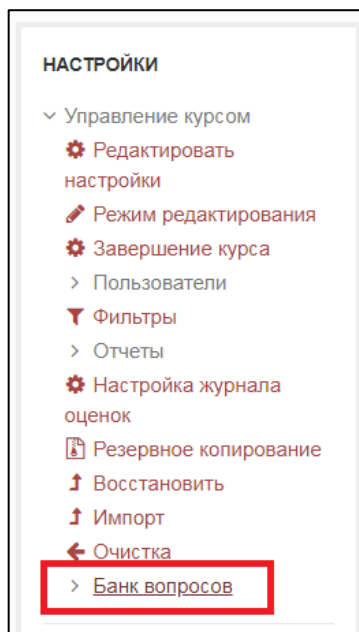 НАСТРОЙКИ
Управление курсом
Редактировать
настройки
Режим редактирования
Завершение курса
Пользователи
Фильтры
Отчеты
Настройка журнала
оценок
Резервное копирование
Восстановить
Импорт
Очистка
Банк вопросов